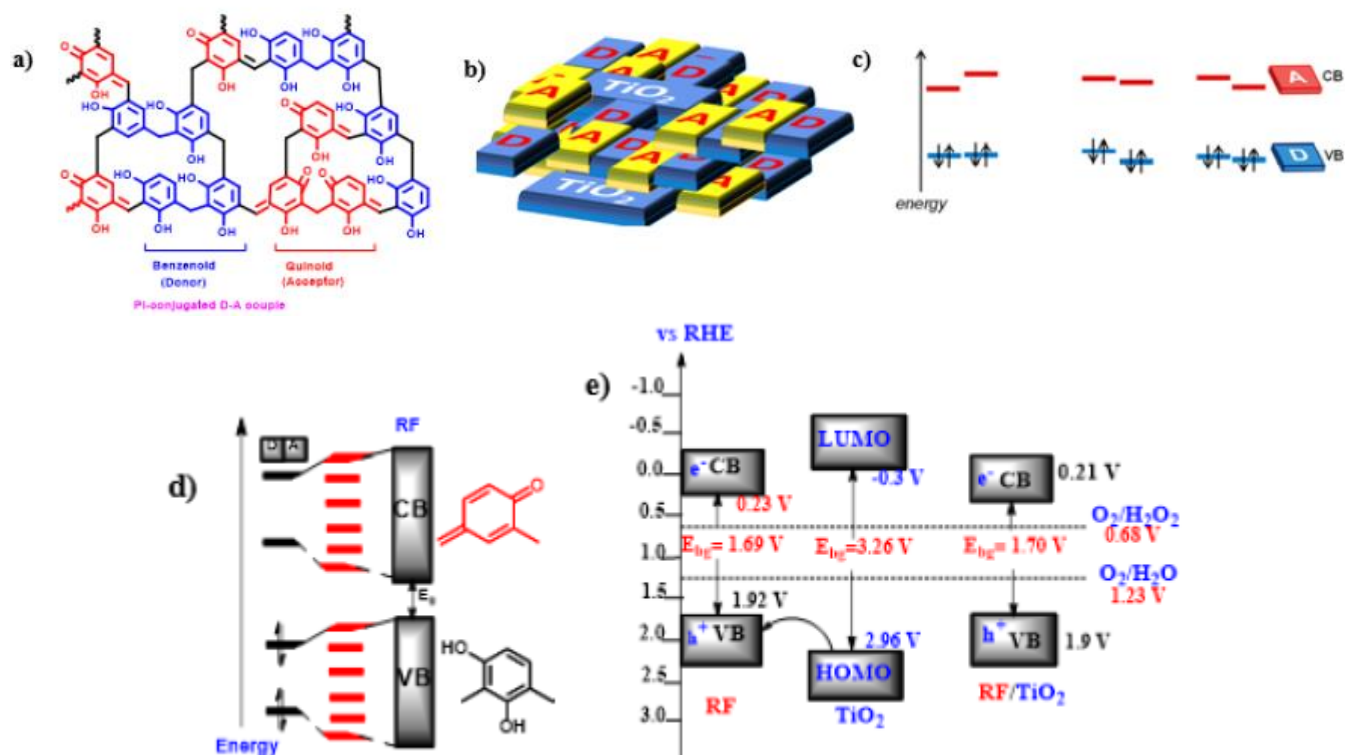 a)
O
OH
HO
Benzenoid
(Donor)
Quinoid
(Acceptor)
PI-conjugated D-A couple
b)
D
A
TiO2
TiO2
c)
energy
A CB
D VB
d)
D A
RF
CB
Eg
VB
O
HO
OH
Energy
e)
vs RHE
-1.0
-0.5
0.0
0.5
1.0
1.5
2.0
2.5
3.0
e- CB
0.23 V
Ebg= 1.69 V
1.92 V
h+ VB
RF
LUMO
-0.3 V
Ebg=3.26 V
2.96 V
HOMO
TiO2
e- CB
0.21 V
Ebg= 1.70 V
h+ VB
1.9 V
RF/TiO2
O2/H2O2
0.68 V
O2/H2O
1.23 V